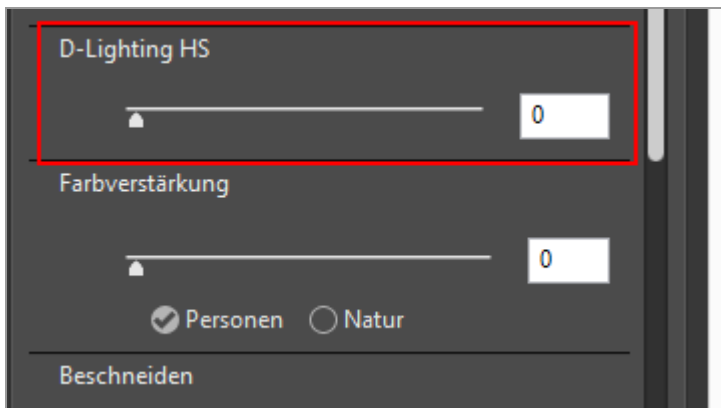 D-Lighting HS
0
Farbverstärkung
0
Personen Natur
Beschneiden